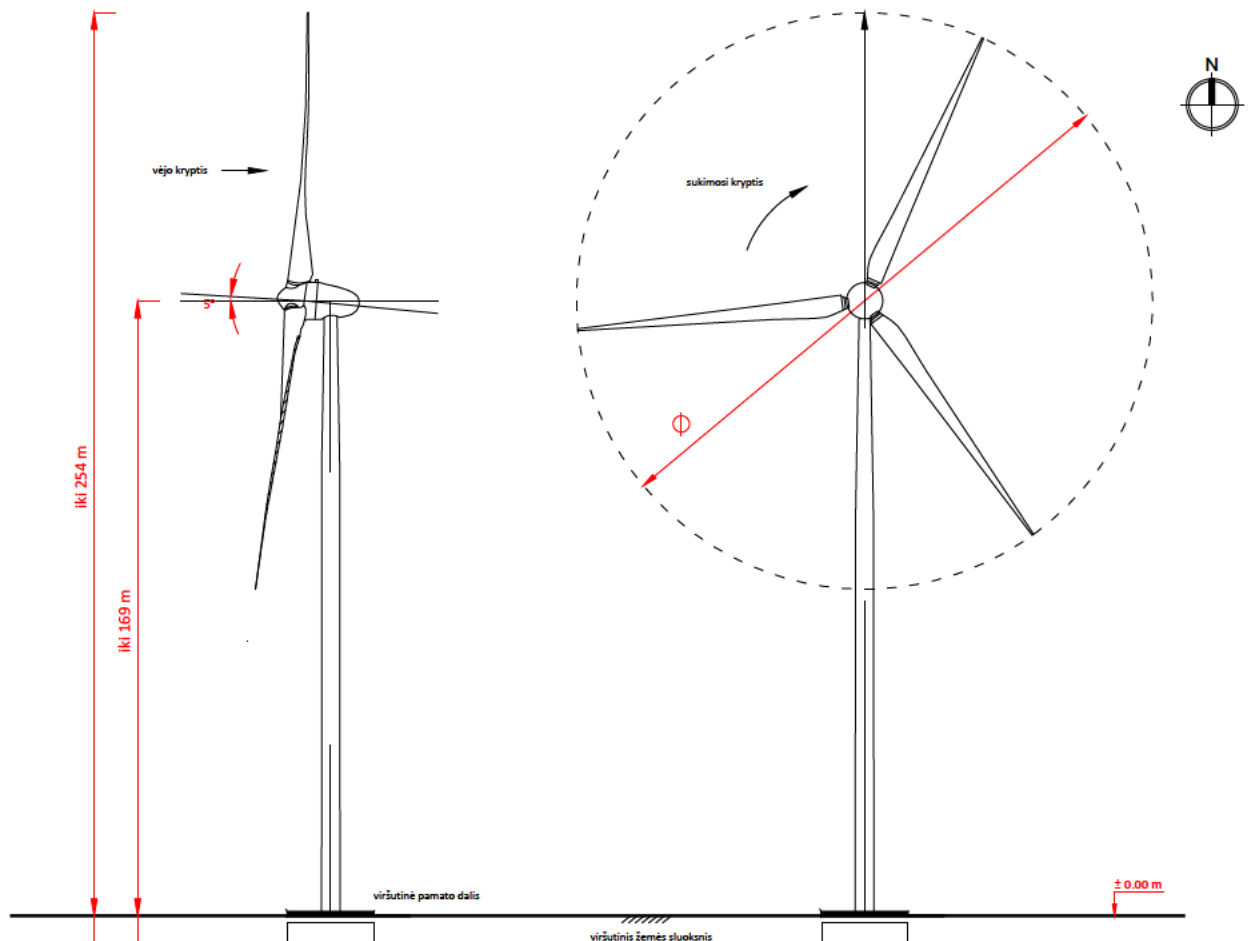 N
vėjo kryptis
sukimosi kryptis
5°
Φ
iki 254 m
iki 169 m
viršutinė pamato dalis
± 0.00 m
viršutinis žemės sluoksnis